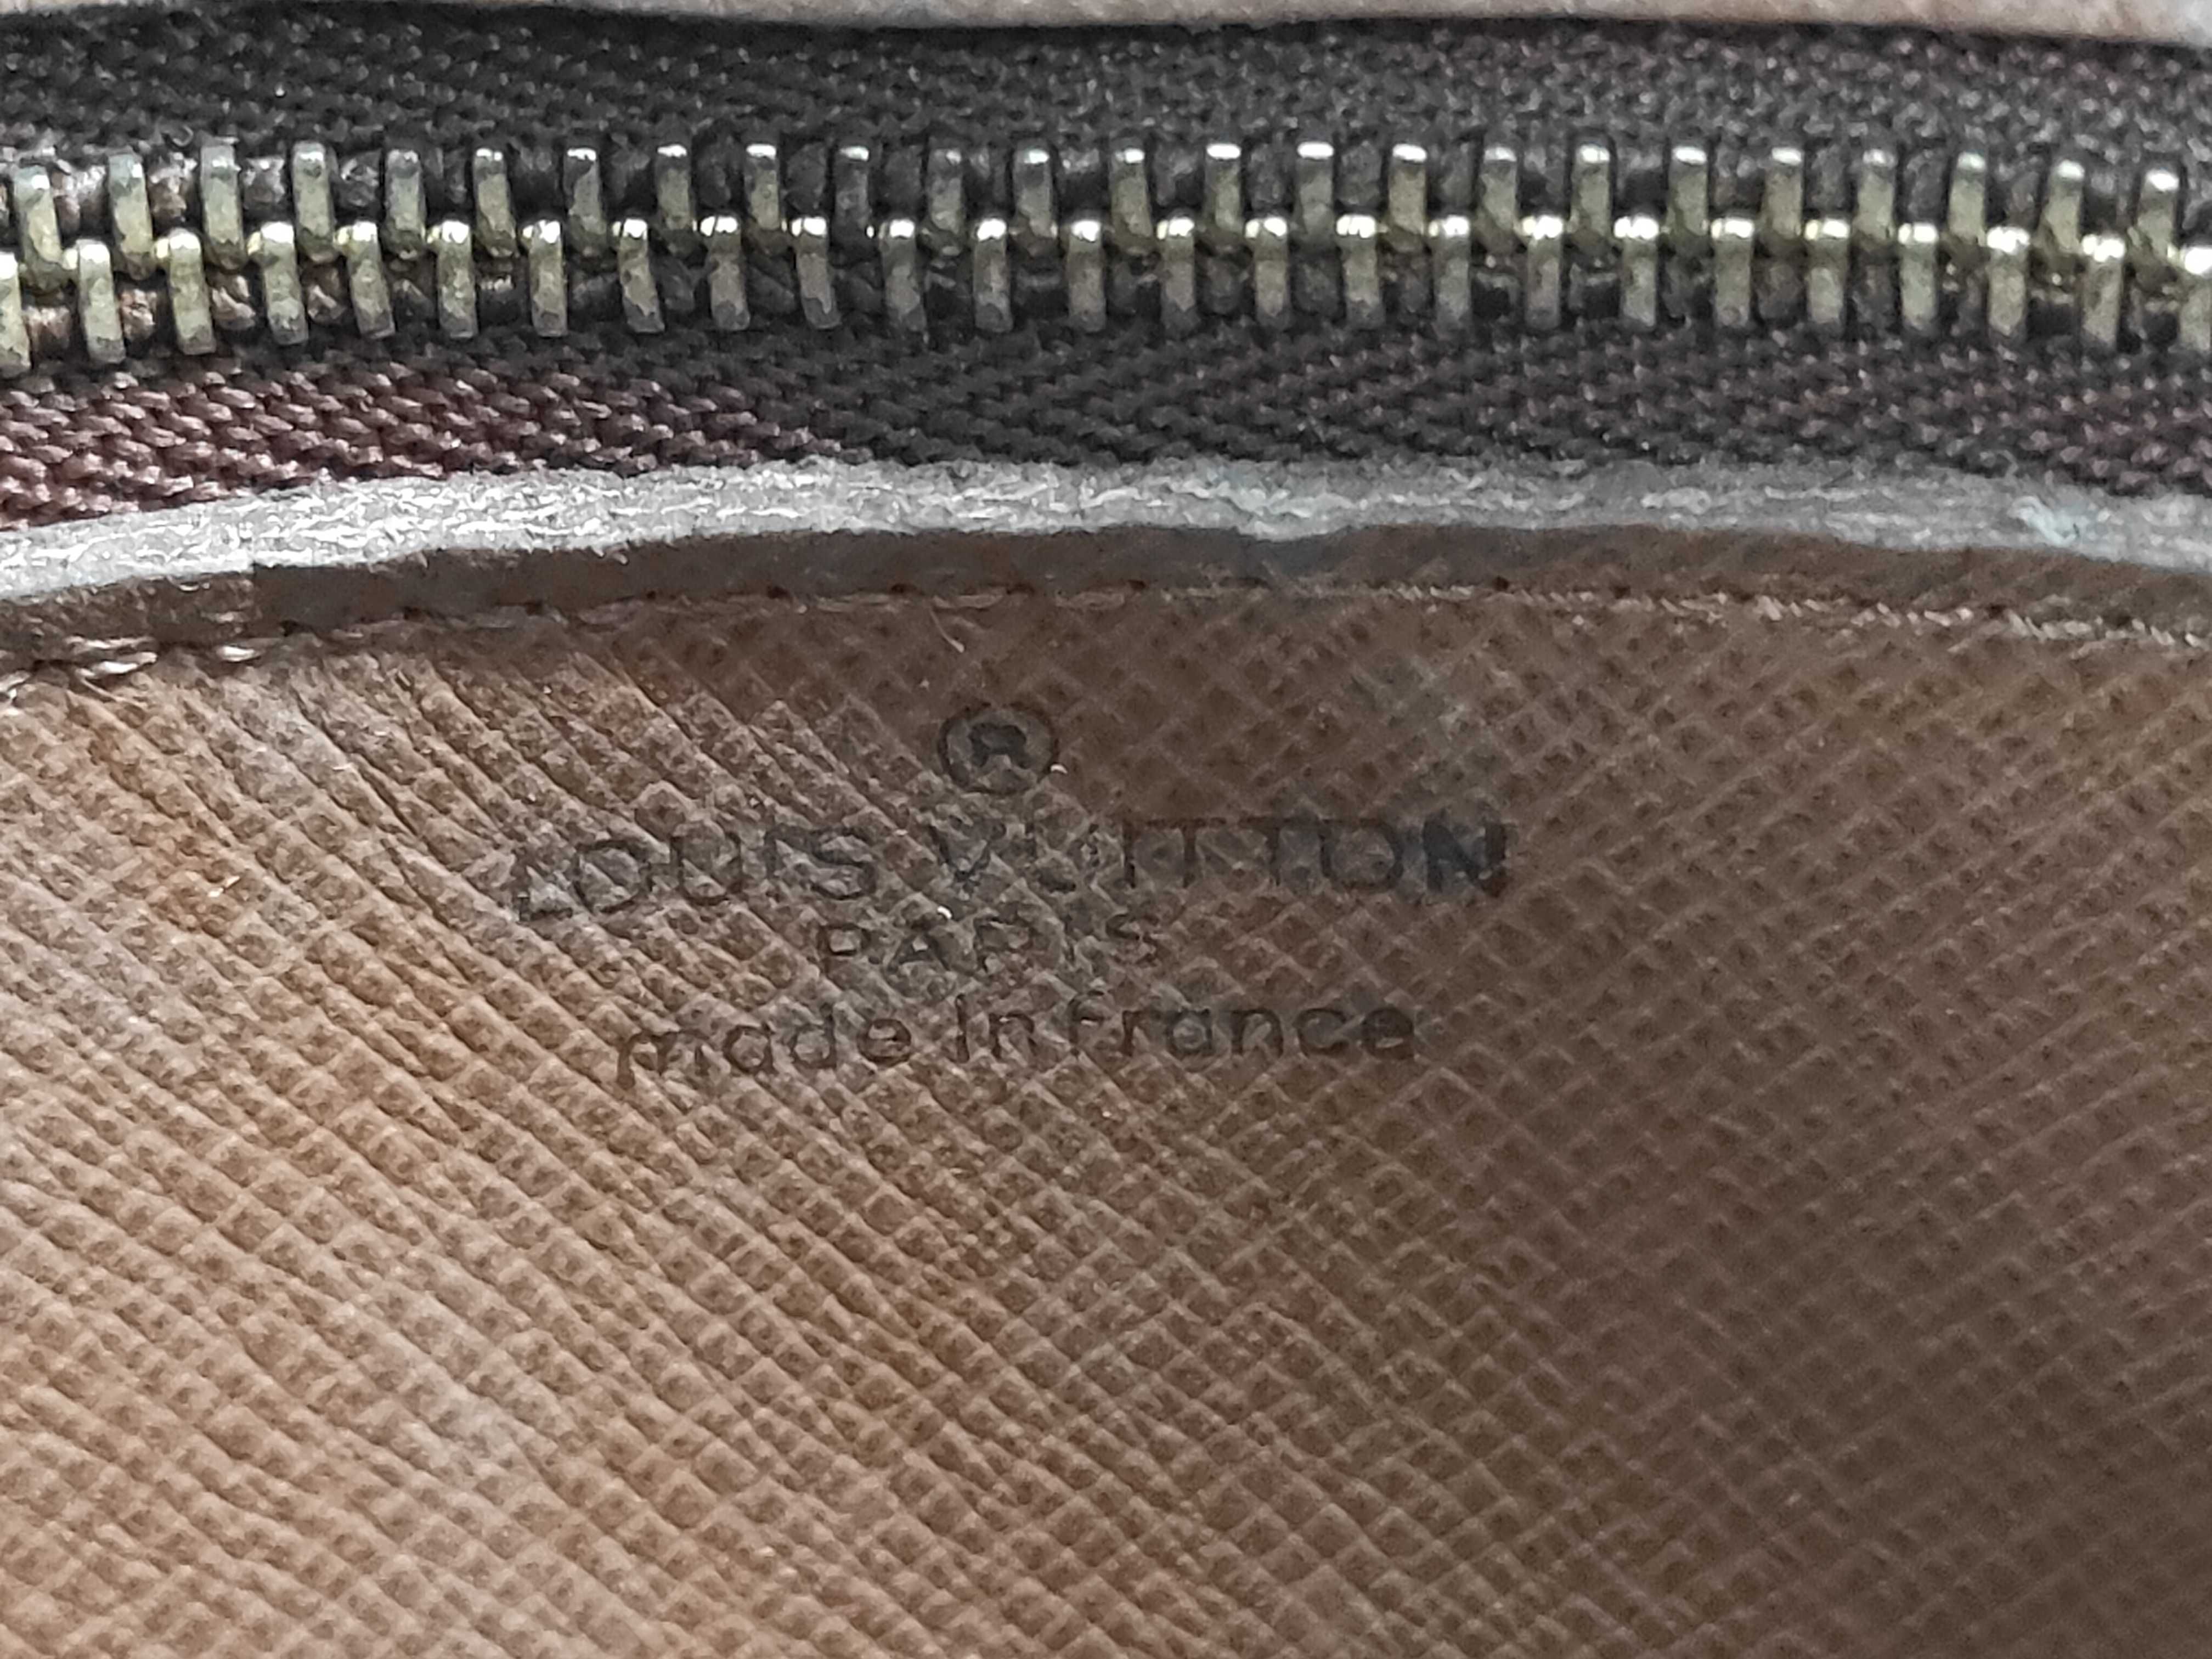 ®
LOUIS VUITTON
PARIS
made in france